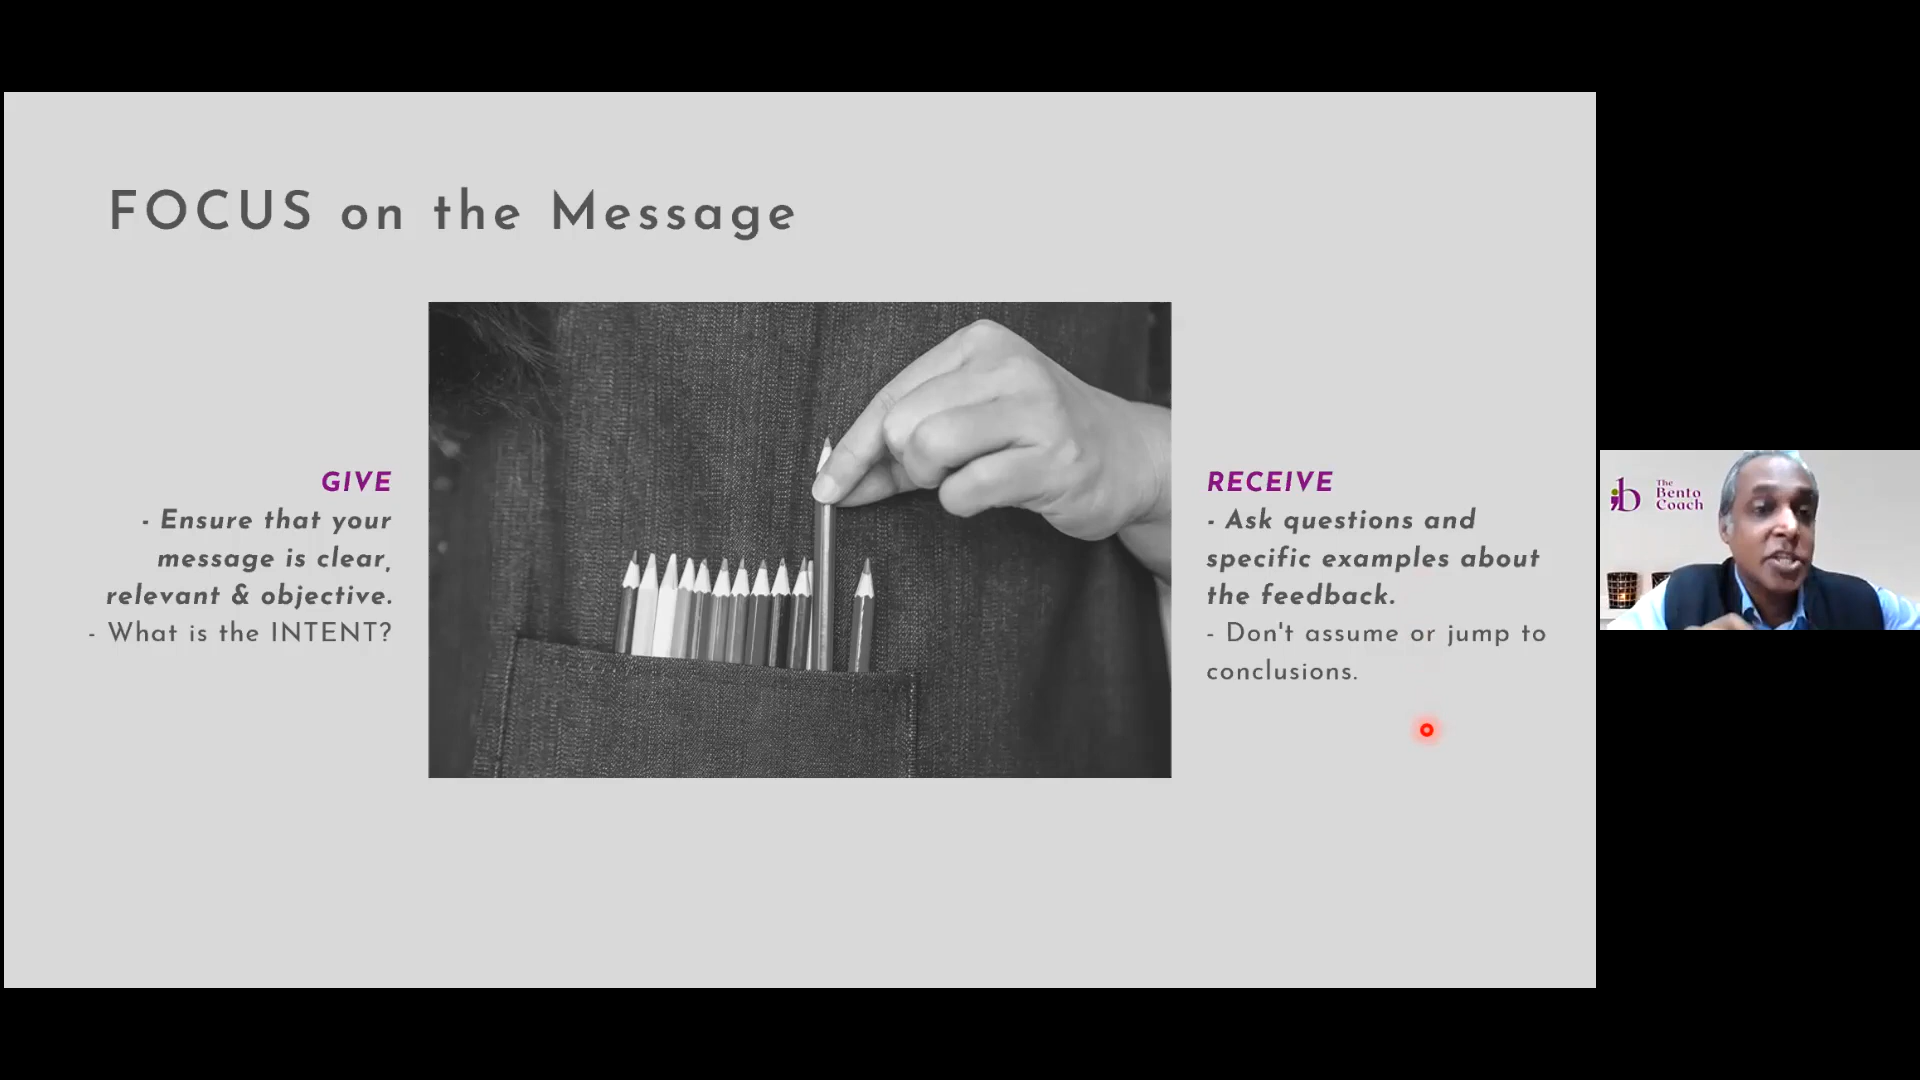 FOCUS on the Message
GIVE
- Ensure that your
message is clear,
relevant & objective.
- What is the INTENT?
RECEIVE
- Ask questions and
specific examples about
the feedback.
- Don't assume or jump to
conclusions.
ib
The
Bento
Coach